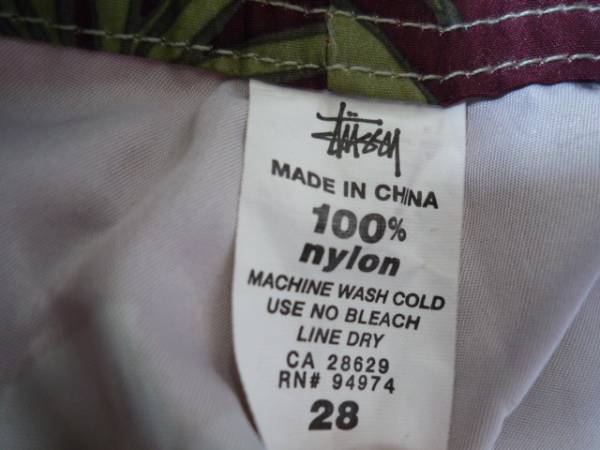 Stüssy
MADE IN CHINA
100%
nylon
MACHINE WASH COLD
USE NO BLEACH
LINE DRY
CA 28629
RN# 94974
28